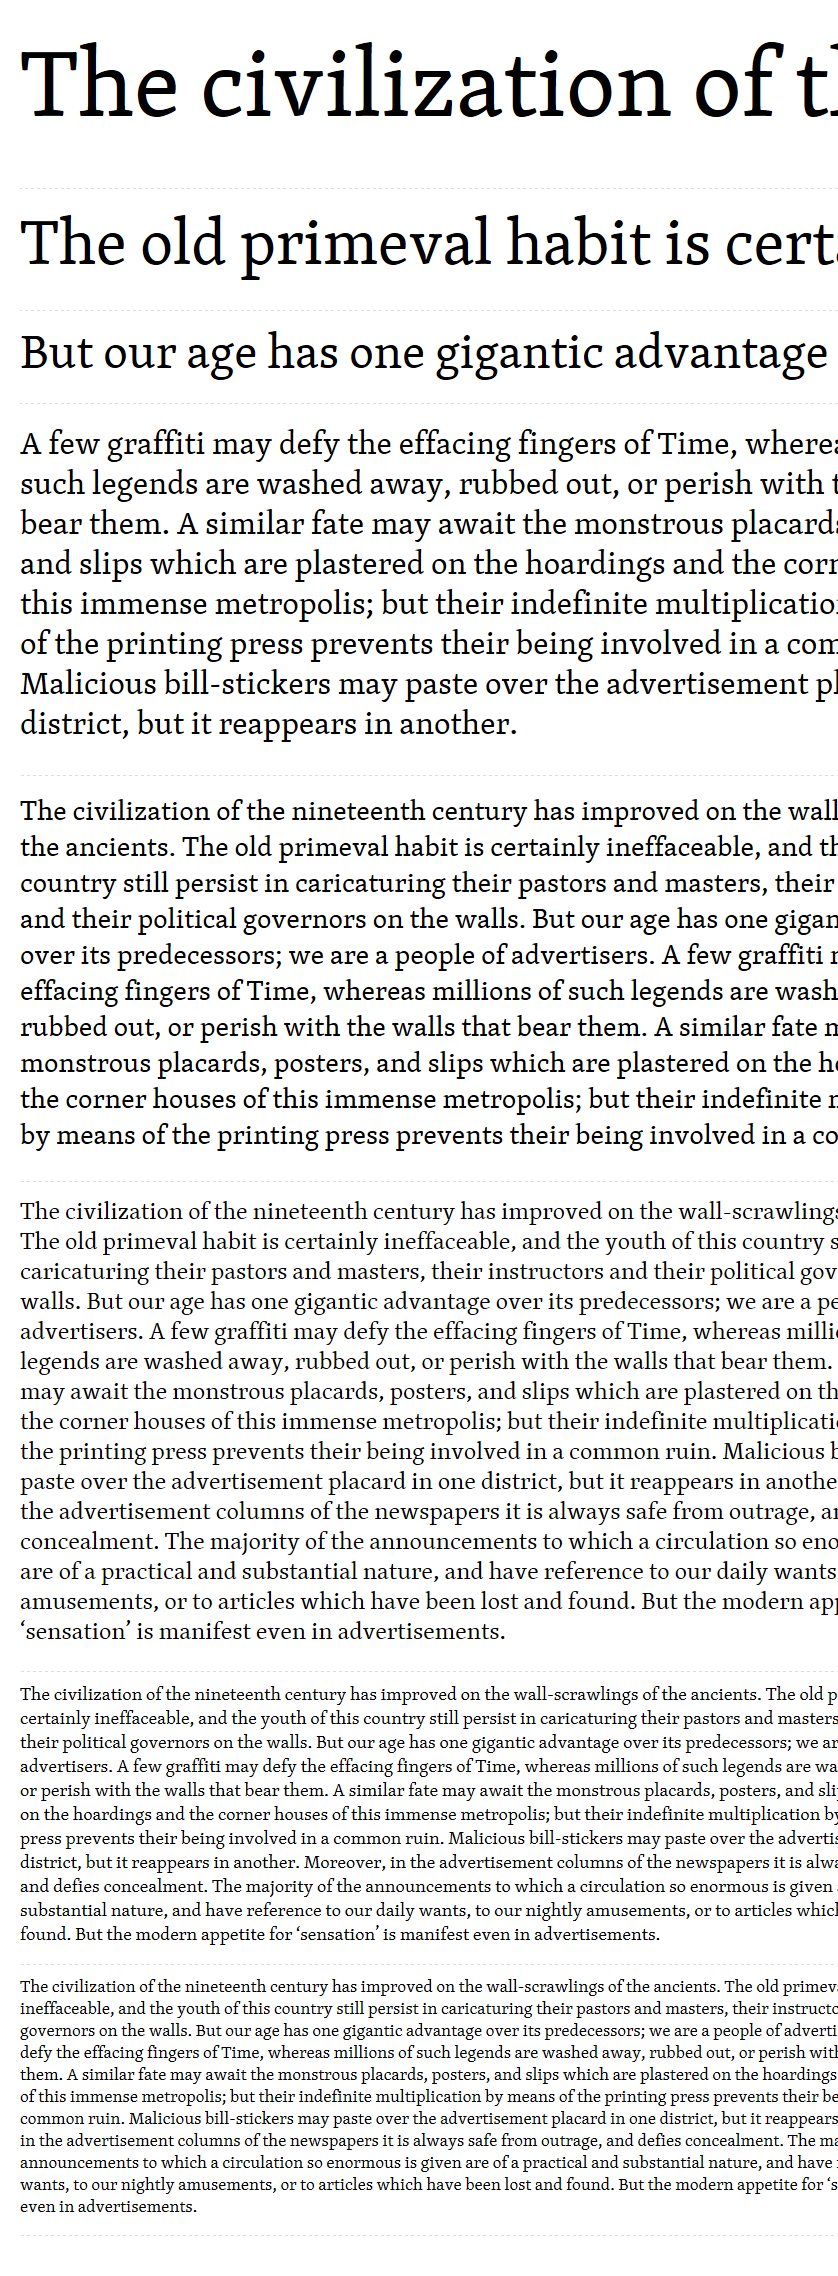 The civilization of
The old primeval habit is
But our age has one gigantic advantage
A few graffiti may defy the effacing fingers of Time,
such legends are washed away, rubbed out, or perish with
bear them. A similar fate may await the monstrous placards
and slips which are plastered on the hoardings and the
this immense metropolis; but their indefinite
of the printing press prevents their being involved in a
Malicious bill-stickers may paste over the advertisement
district, but it reappears in another.
The civilization of the nineteenth century has improved on the wall
the ancients. The old primeval habit is certainly ineffaceable, and
country still persist in caricaturing their pastors and masters, their
and their political governors on the walls. But our age has one
over its predecessors; we are a people of advertisers. A few graffiti
effacing fingers of Time, whereas millions of such legends are
rubbed out, or perish with the walls that bear them. A similar fate
monstrous placards, posters, and slips which are plastered on the
the corner houses of this immense metropolis; but their indefinite
by means of the printing press prevents their being involved in a
The civilization of the nineteenth century has improved on the wall-scrawlings
The old primeval habit is certainly ineffaceable, and the youth of this country
caricaturing their pastors and masters, their instructors and their political
walls. But our age has one gigantic advantage over its predecessors; we are a
advertisers. A few graffiti may defy the effacing fingers of Time, whereas
legends are washed away, rubbed out, or perish with the walls that bear them.
may await the monstrous placards, posters, and slips which are plastered on
the corner houses of this immense metropolis; but their indefinite
the printing press prevents their being involved in a common ruin. Malicious
paste over the advertisement placard in one district, but it reappears in
the advertisement columns of the newspapers it is always safe from outrage,
concealment. The majority of the announcements to which a circulation so
are of a practical and substantial nature, and have reference to our daily wants
amusements, or to articles which have been lost and found. But the modern
‘sensation’ is manifest even in advertisements.
The civilization of the nineteenth century has improved on the wall-scrawlings of the ancients. The old
certainly ineffaceable, and the youth of this country still persist in caricaturing their pastors and masters
their political governors on the walls. But our age has one gigantic advantage over its predecessors; we
advertisers. A few graffiti may defy the effacing fingers of Time, whereas millions of such legends are
or perish with the walls that bear them. A similar fate may await the monstrous placards, posters, and
on the hoardings and the corner houses of this immense metropolis; but their indefinite multiplication by
press prevents their being involved in a common ruin. Malicious bill-stickers may paste over the
district, but it reappears in another. Moreover, in the advertisement columns of the newspapers it is
and defies concealment. The majority of the announcements to which a circulation so enormous is given
substantial nature, and have reference to our daily wants, to our nightly amusements, or to articles which
found. But the modern appetite for ‘sensation’ is manifest even in advertisements.
The civilization of the nineteenth century has improved on the wall-scrawlings of the ancients. The old
ineffaceable, and the youth of this country still persist in caricaturing their pastors and masters, their
governors on the walls. But our age has one gigantic advantage over its predecessors; we are a people of
defy the effacing fingers of Time, whereas millions of such legends are washed away, rubbed out, or perish with
them. A similar fate may await the monstrous placards, posters, and slips which are plastered on the hoardings
of this immense metropolis; but their indefinite multiplication by means of the printing press prevents their
common ruin. Malicious bill-stickers may paste over the advertisement placard in one district, but it reappears
in the advertisement columns of the newspapers it is always safe from outrage, and defies concealment. The
announcements to which a circulation so enormous is given are of a practical and substantial nature, and have
wants, to our nightly amusements, or to articles which have been lost and found. But the modern appetite for
even in advertisements.